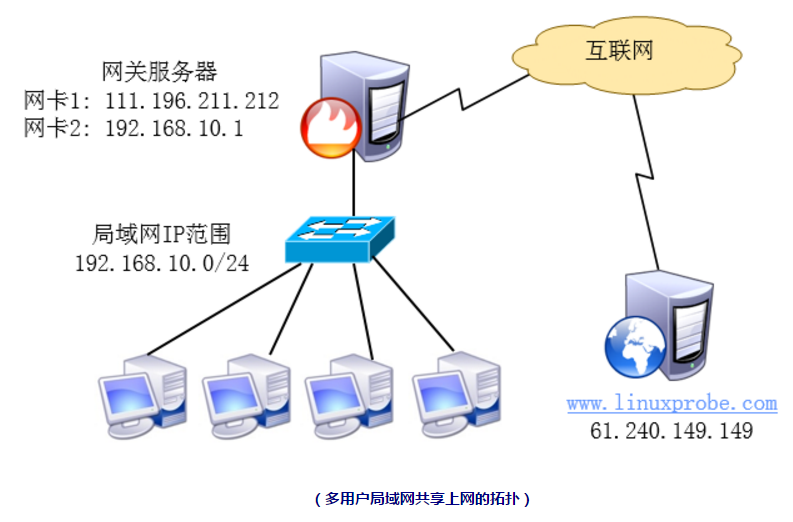 网关服务器
网卡1: 111.196.211.212
网卡2: 192.168.10.1
互联网
局域网IP范围
192.168.10.0/24
www.linuxprobe.com
61.240.149.149
（多用户局域网共享上网的拓扑）